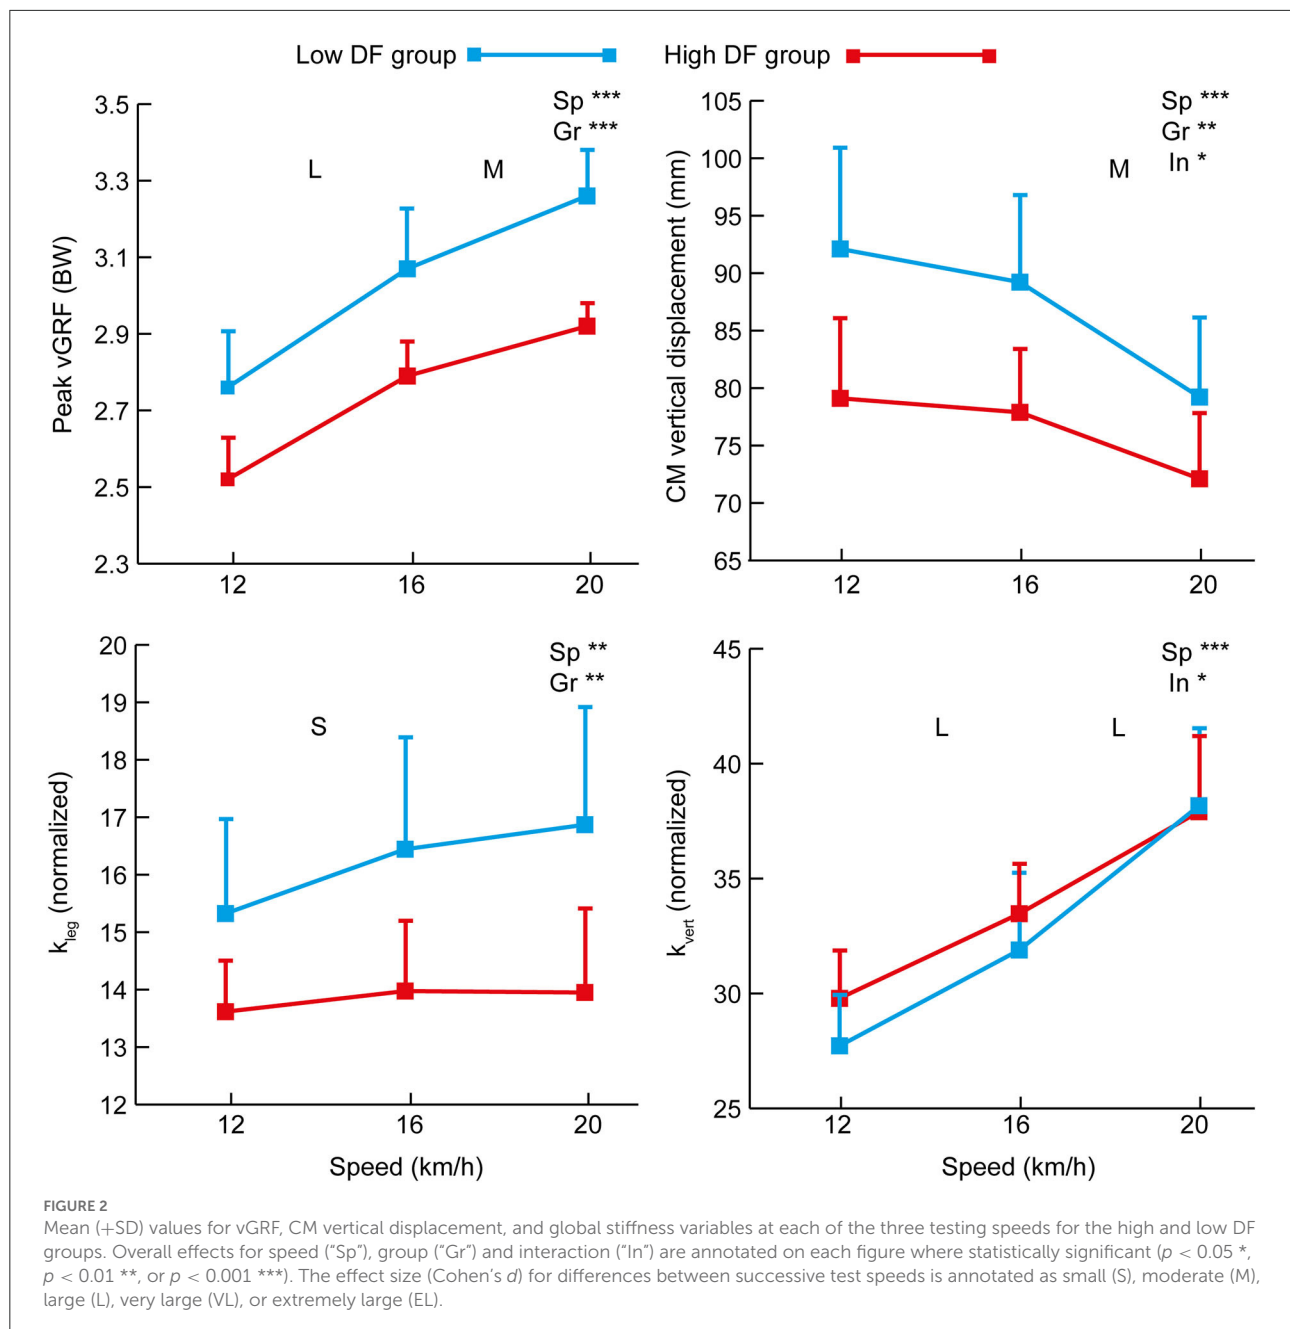 Low DF group
High DF group
3.5
3.3
3.1
2.9
2.7
2.5
2.3
Peak vGRF (BW)
L
M
Sp ***
Gr ***
12
16
20
105
100
95
90
85
80
75
70
65
CM vertical displacement (mm)
M
Sp ***
Gr **
In *
12
16
20
20
19
18
17
16
15
14
13
12
k leg (normalized)
S
Sp **
Gr **
12
16
20
Speed (km/h)
45
40
35
30
25
k vert (normalized)
L
L
Sp ***
In *
12
16
20
Speed (km/h)
FIGURE 2
Mean (+SD) values for vGRF, CM vertical displacement, and global stiffness variables at each of the three testing speeds for the high and low DF
groups. Overall effects for speed (“Sp”), group (“Gr”) and interaction (“In”) are annotated on each figure where statistically significant (p < 0.05 *,
p < 0.01 **, or p < 0.001 ***). The effect size (Cohen’s d) for differences between successive test speeds is annotated as small (S), moderate (M),
large (L), very large (VL), or extremely large (EL).